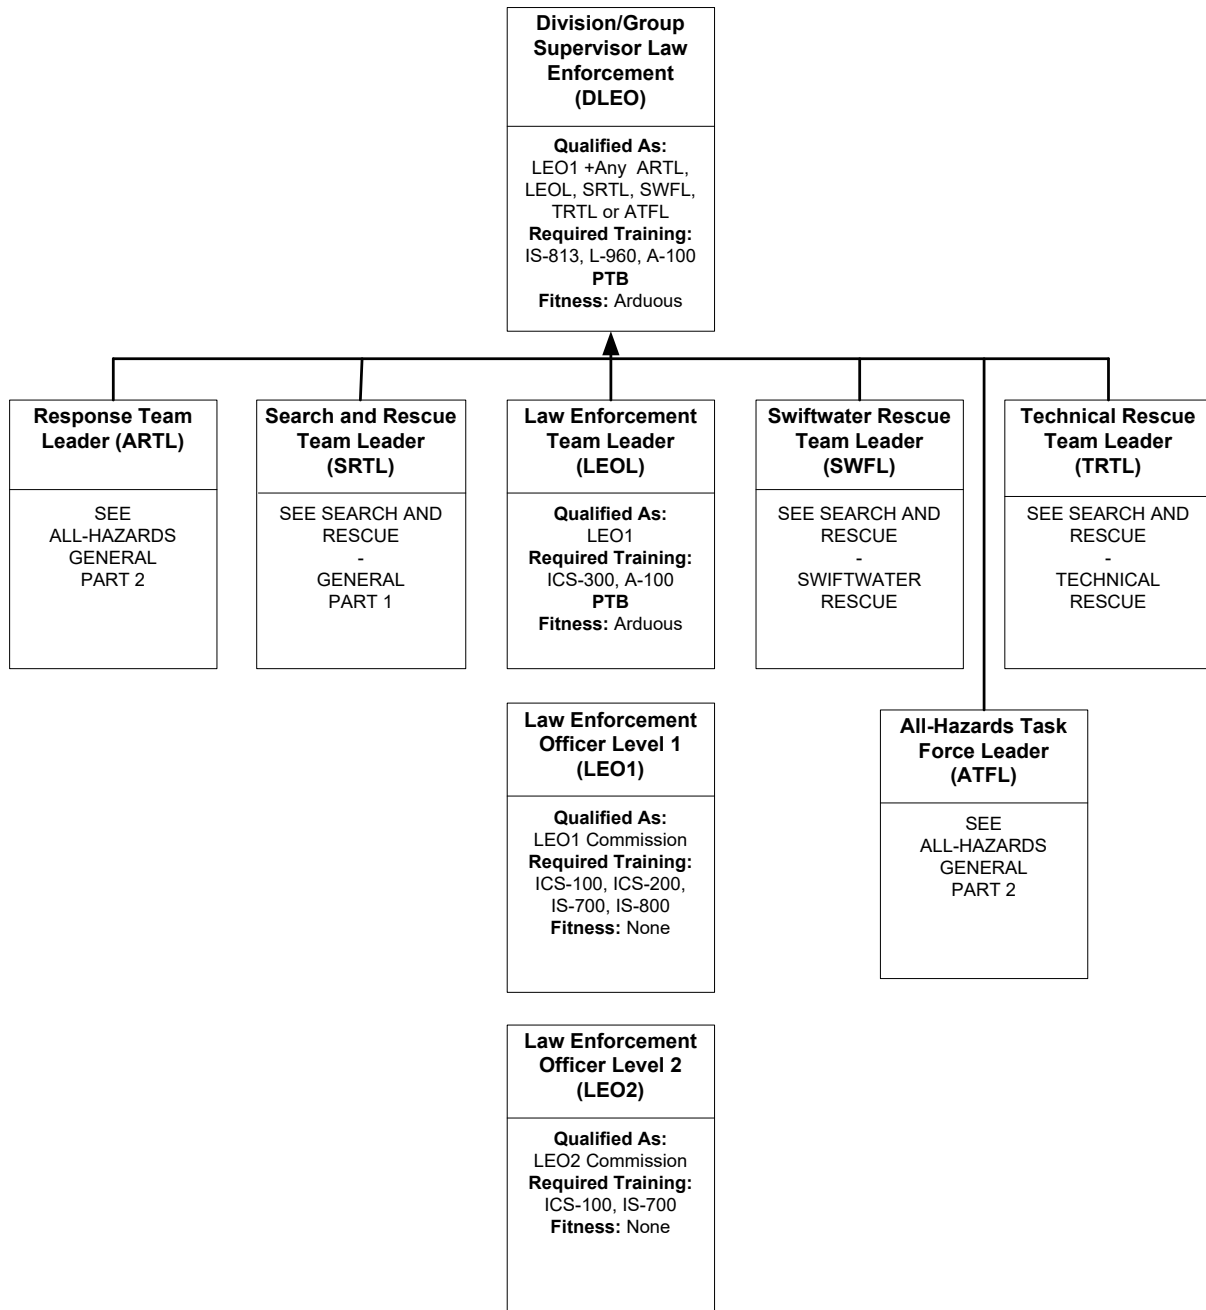 Division/Group
Supervisor Law
Enforcement
(DLEO)
Qualified As:
LEO1 +Any ARTL,
LEOL, SRTL, SWFL,
TRTL or ATFL
Required Training:
IS-813, L-960, A-100
PTB
Fitness: Arduous
Response Team
Leader (ARTL)
SEE
ALL-HAZARDS
GENERAL
PART 2
Search and Rescue
Team Leader
(SRTL)
SEE SEARCH AND
RESCUE
-
GENERAL
PART 1
Law Enforcement
Team Leader
(LEOL)
Qualified As:
LEO1
Required Training:
ICS-300, A-100
PTB
Fitness: Arduous
Swiftwater Rescue
Team Leader
(SWFL)
SEE SEARCH AND
RESCUE
-
SWIFTWATER
RESCUE
Technical Rescue
Team Leader
(TRTL)
SEE SEARCH AND
RESCUE
-
TECHNICAL
RESCUE
Law Enforcement
Officer Level 1
(LEO1)
Qualified As:
LEO1 Commission
Required Training:
ICS-100, ICS-200,
IS-700, IS-800
Fitness: None
All-Hazards Task
Force Leader
(ATFL)
SEE
ALL-HAZARDS
GENERAL
PART 2
Law Enforcement
Officer Level 2
(LEO2)
Qualified As:
LEO2 Commission
Required Training:
ICS-100, IS-700
Fitness: None